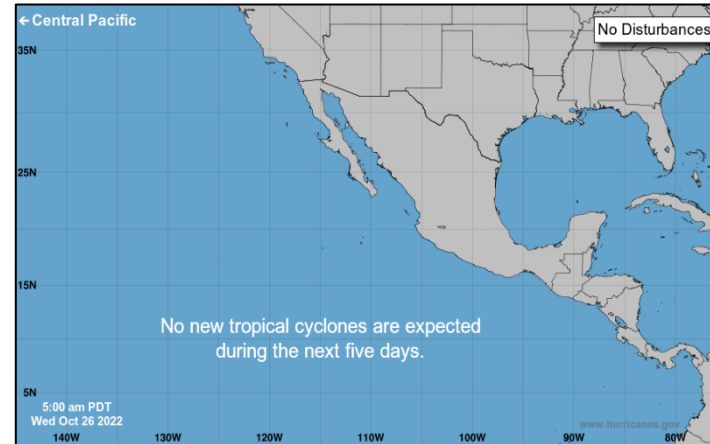 ← Central Pacific
No Disturbances
35N
25N
15N
No new tropical cyclones are expected
during the next five days.
5N
5:00 am PDT
Wed Oct 26 2022
www.hurricanes.gov
140W 130W 120W 110W 100W 90W 80W